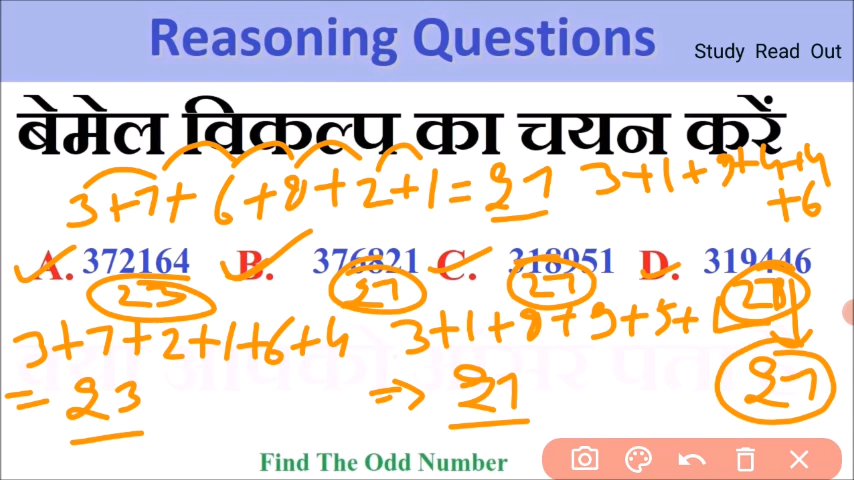 Reasoning Questions
Study Read Out
बेमेल विकल्प का चयन करें
3+7+6+8+2+1=27 3+1+9+4+4
+6
A. 372164 B. 376821 C. 318951 D. 319446
23 27 27
3+7+2+1+6+4 3+1+8+9+5+
= 23 => 27 27
Find The Odd Number